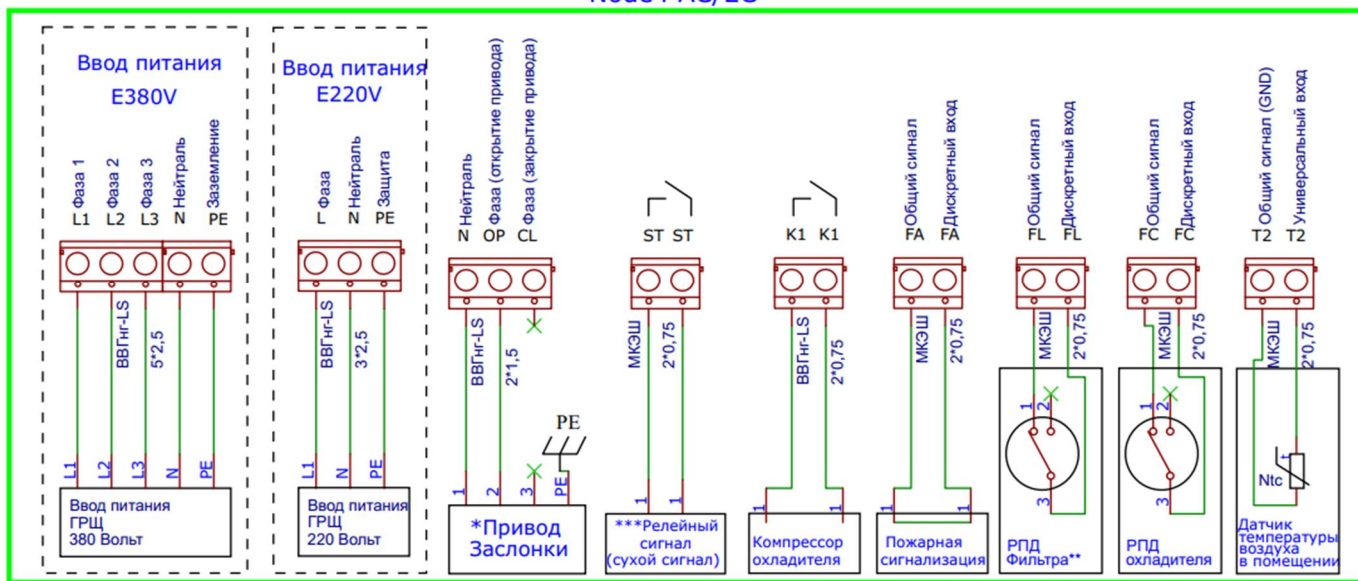 Ввод питания
E380V
Фаза 1
Фаза 2
Фаза 3
Нейтраль
Заземление
L1 L2 L3 N PE
ВВГнг-LS
5*2,5
L1 L2 L3 N PE
Ввод питания
ГРЩ
380 Вольт
Ввод питания
E220V
Фаза
Нейтраль
Защита
L N PE
ВВГнг-LS
3*2,5
L1 N PE
Ввод питания
ГРЩ
220 Вольт
Нейтраль
Фаза (открытие привода)
Фаза (закрытие привода)
N OP CL
ВВГнг-LS
2*1,5
PE
1 2 3 PE
*Привод
Заслонки
ST ST
МКЭШ
2*0,75
1 1
***Релейный
сигнал
(сухой сигнал)
K1 K1
ВВГнг-LS
2*0,75
1 1
Компрессор
охладителя
Общий сигнал
Дискретный вход
FA FA
МКЭШ
2*0,75
1 1
Пожарная
сигнализация
Общий сигнал
Дискретный вход
FL FL
МКЭШ
2*0,75
1 2
3
РПД
Фильтра**
Общий сигнал
Дискретный вход
FC FC
МКЭШ
2*0,75
1 2
3
РПД
охладителя
Общий сигнал (GND)
Универсальный вход
T2 T2
МКЭШ
2*0,75
t
Ntc
Датчик
температуры
воздуха
в помещении